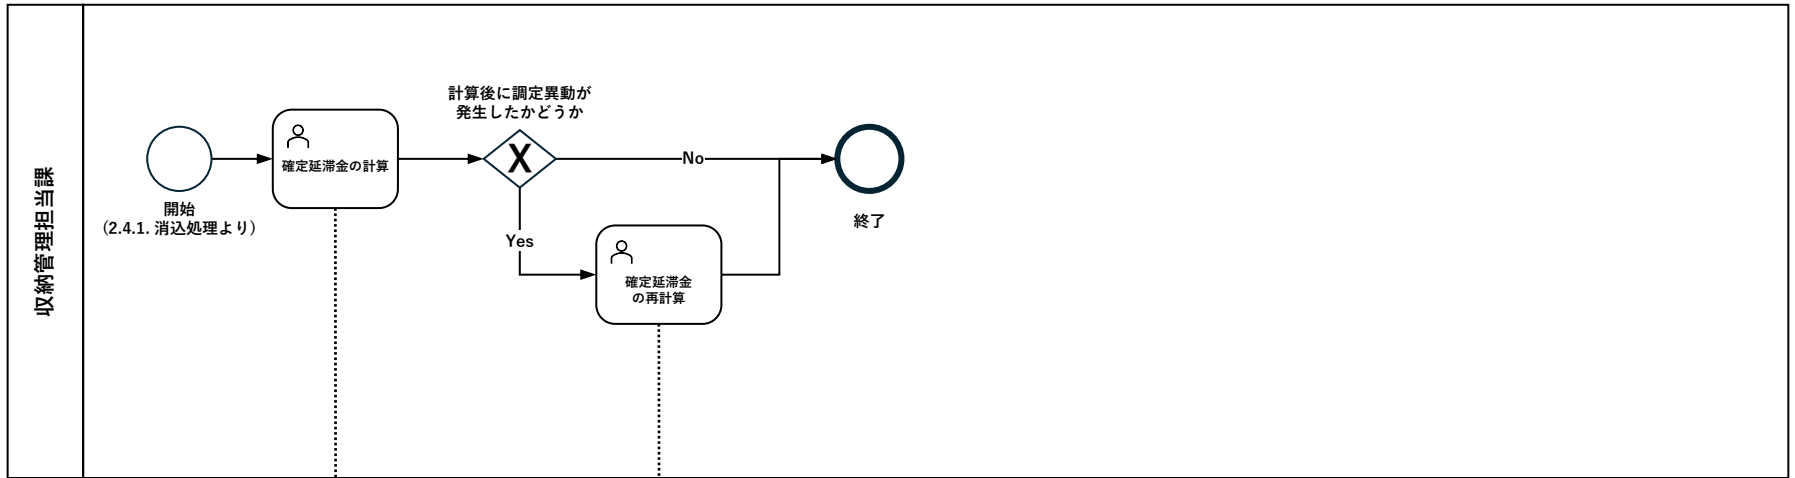 収納管理担当課
開始
（2.4.1. 消込処理より）
確定延滞金の計算
計算後に調定異動が
発生したかどうか
X
No
Yes
確定延滞金
の再計算
終了